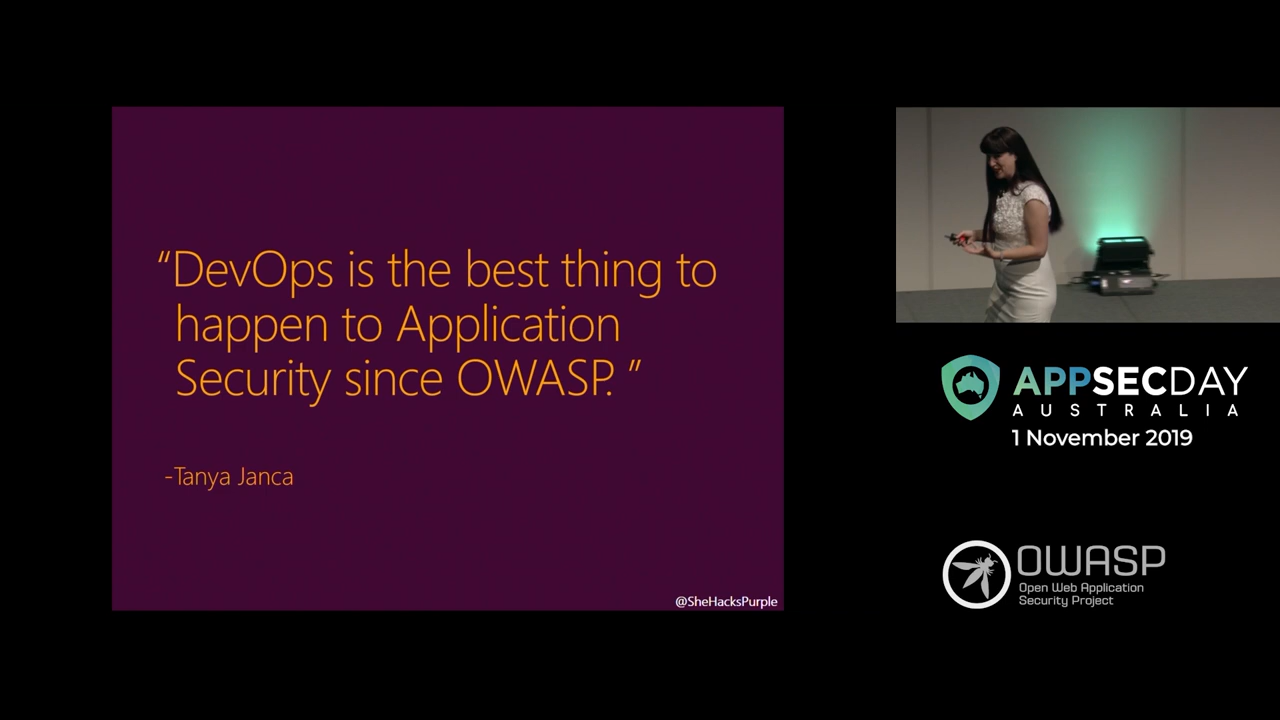 “DevOps is the best thing to
happen to Application
Security since OWASP. ”
-Tanya Janca
@SheHacksPurple
APPSECDAY
AUSTRALIA
1 November 2019
OWASP
Open Web Application
Security Project